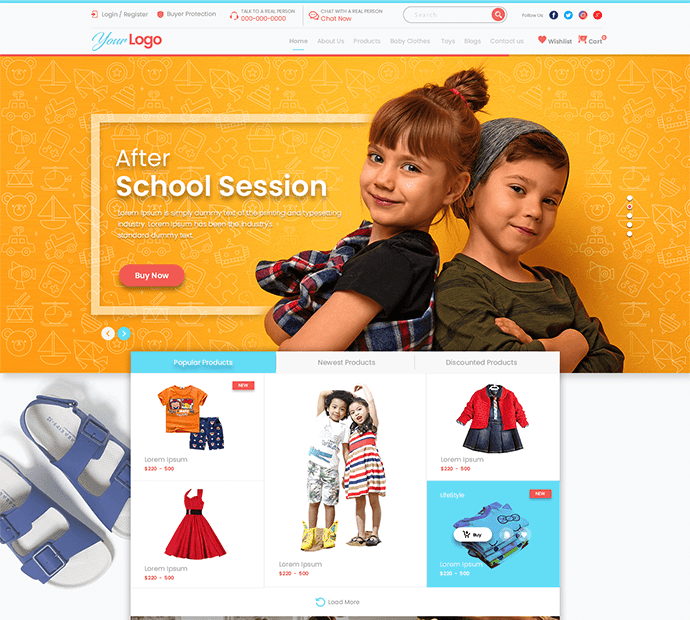 Login / Register
Buyer Protection
TALK TO A REAL PERSON
000-000-0000
CHAT WITH A REAL PERSON
Chat Now
Search
Follow Us
Your Logo
Home
About Us
Products
Baby Clothes
Toys
Blogs
Contact us
Wishlist
Cart
After
School Session
Lorem Ipsum is simply dummy text of the printing and typesetting
industry. Lorem Ipsum has been the industry's
standard dummy text.
Buy Now
Popular Products
Newest Products
Discounted Products
NEW
Lorem Ipsum
$220 - 500
Lorem Ipsum
$220 - 500
Lorem Ipsum
$220 - 500
Lorem Ipsum
$220 - 500
Lifestyle
NEW
Buy
Lorem Ipsum
$220 - 500
Load More